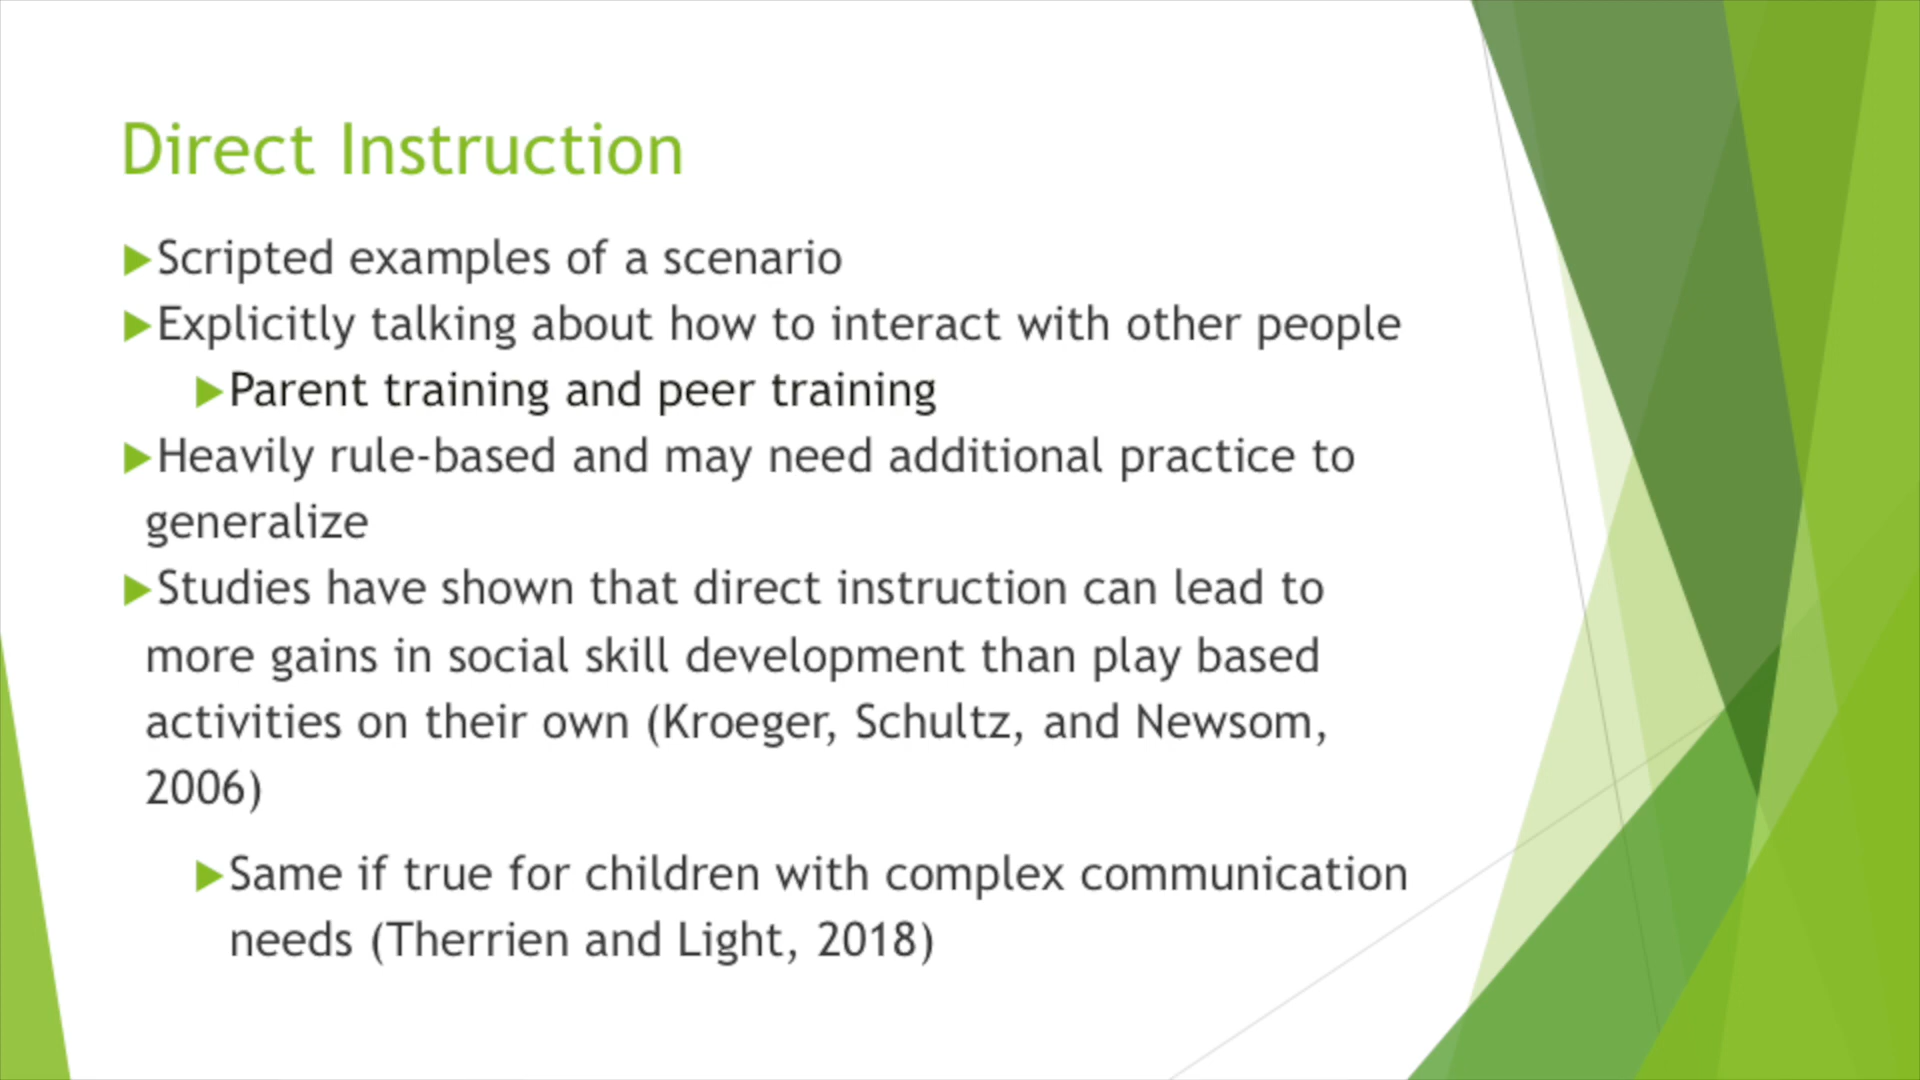 Direct Instruction
Scripted examples of a scenario
Explicitly talking about how to interact with other people
Parent training and peer training
Heavily rule-based and may need additional practice to
generalize
Studies have shown that direct instruction can lead to
more gains in social skill development than play based
activities on their own (Kroeger, Schultz, and Newsom,
2006)
Same if true for children with complex communication
needs (Therrien and Light, 2018)